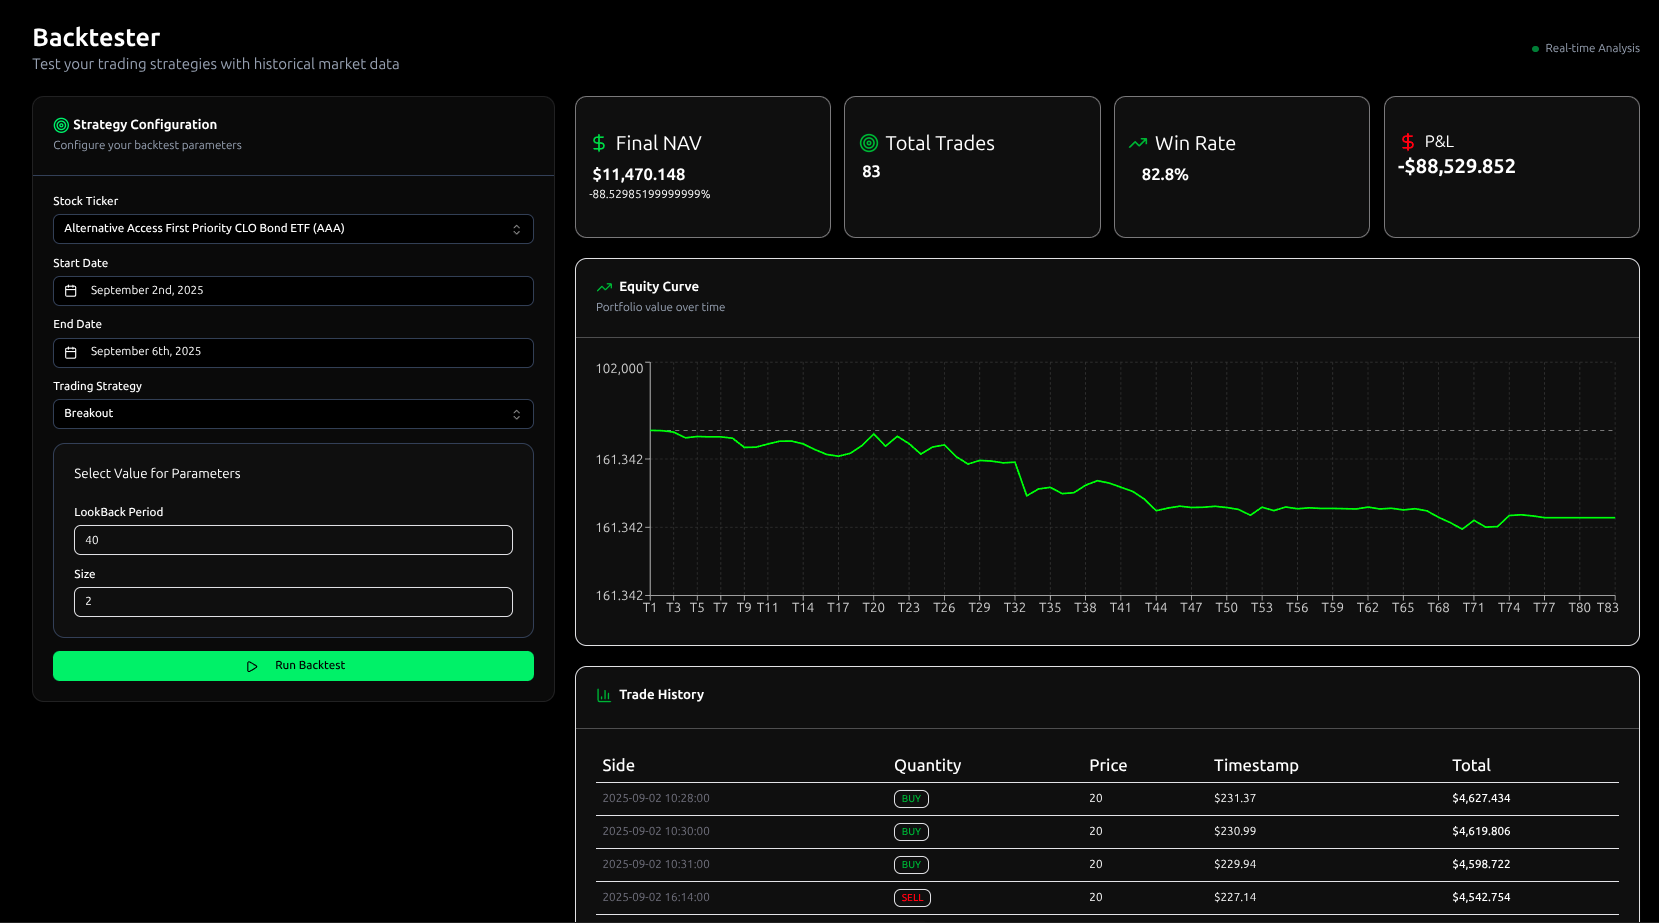 Backtester
Test your trading strategies with historical market data
Real-time Analysis
Strategy Configuration
Configure your backtest parameters
Stock Ticker
Alternative Access First Priority CLO Bond ETF (AAA)
Start Date
September 2nd, 2025
End Date
September 6th, 2025
Trading Strategy
Breakout
Select Value for Parameters
LookBack Period
40
Size
2
Run Backtest
Final NAV
$11,470.148
-88.52985199999999%
Total Trades
83
Win Rate
82.8%
P&L
-$88,529.852
Equity Curve
Portfolio value over time
102,000
161.342
161.342
161.342
T1 T3 T5 T7 T9 T11 T14 T17 T20 T23 T26 T29 T32 T35 T38 T41 T44 T47 T50 T53 T56 T59 T62 T65 T68 T71 T74 T77 T80 T83
Trade History
Side Quantity Price Timestamp Total
2025-09-02 10:28:00 BUY 20 $231.37 $4,627.434
2025-09-02 10:30:00 BUY 20 $230.99 $4,619.806
2025-09-02 10:31:00 BUY 20 $229.94 $4,598.722
2025-09-02 16:14:00 SELL 20 $227.14 $4,542.754